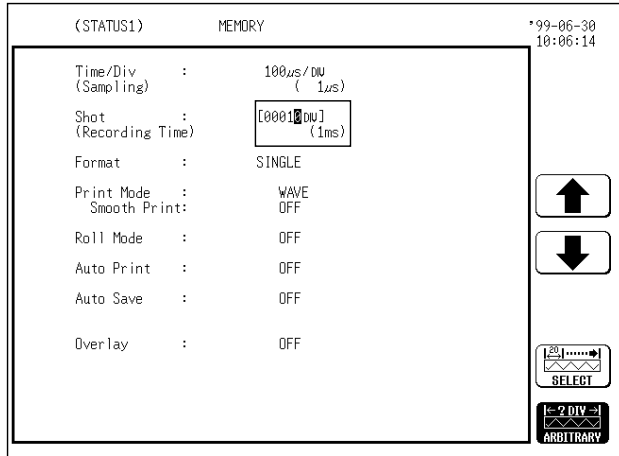 (STATUS1) MEMORY '99-06-30
10:06:14
Time/Div : 100µs/DIV
(Sampling) ( 1µs)
Shot : [00010DIV]
(Recording Time) (1ms)
Format : SINGLE
Print Mode : WAVE
Smooth Print: OFF
Roll Mode : OFF
Auto Print : OFF
Auto Save : OFF
Overlay : OFF
20
SELECT
? DIV
ARBITRARY